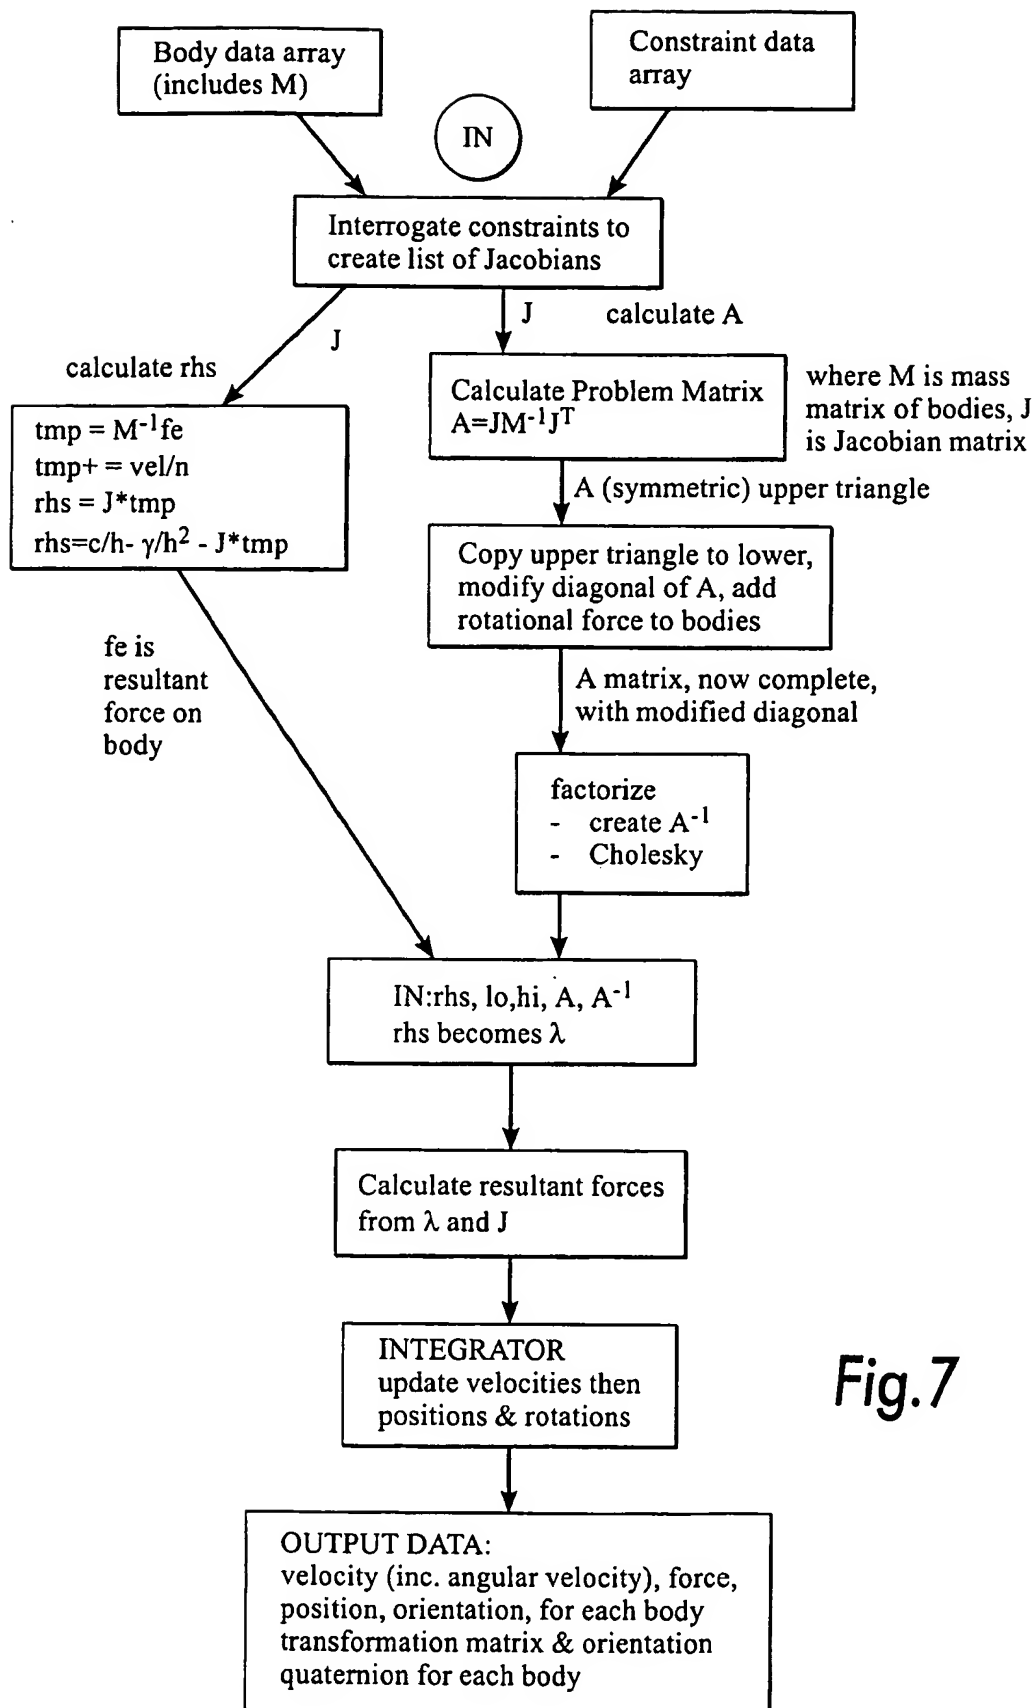 Body data array
(includes M)
Constraint data
array
IN
Interrogate constraints to
create list of Jacobians
J
J
calculate A
calculate rhs
tmp = M⁻¹fe
tmp+ = vel/n
rhs = J*tmp
rhs=c/h- γ/h² - J*tmp
Calculate Problem Matrix
A=JM⁻¹Jᵀ
where M is mass
matrix of bodies, J
is Jacobian matrix
A (symmetric) upper triangle
Copy upper triangle to lower,
modify diagonal of A, add
rotational force to bodies
fe is
resultant
force on
body
A matrix, now complete,
with modified diagonal
factorize
- create A⁻¹
- Cholesky
IN:rhs, lo,hi, A, A⁻¹
rhs becomes λ
Calculate resultant forces
from λ and J
INTEGRATOR
update velocities then
positions & rotations
Fig.7
OUTPUT DATA:
velocity (inc. angular velocity), force,
position, orientation, for each body
transformation matrix & orientation
quaternion for each body